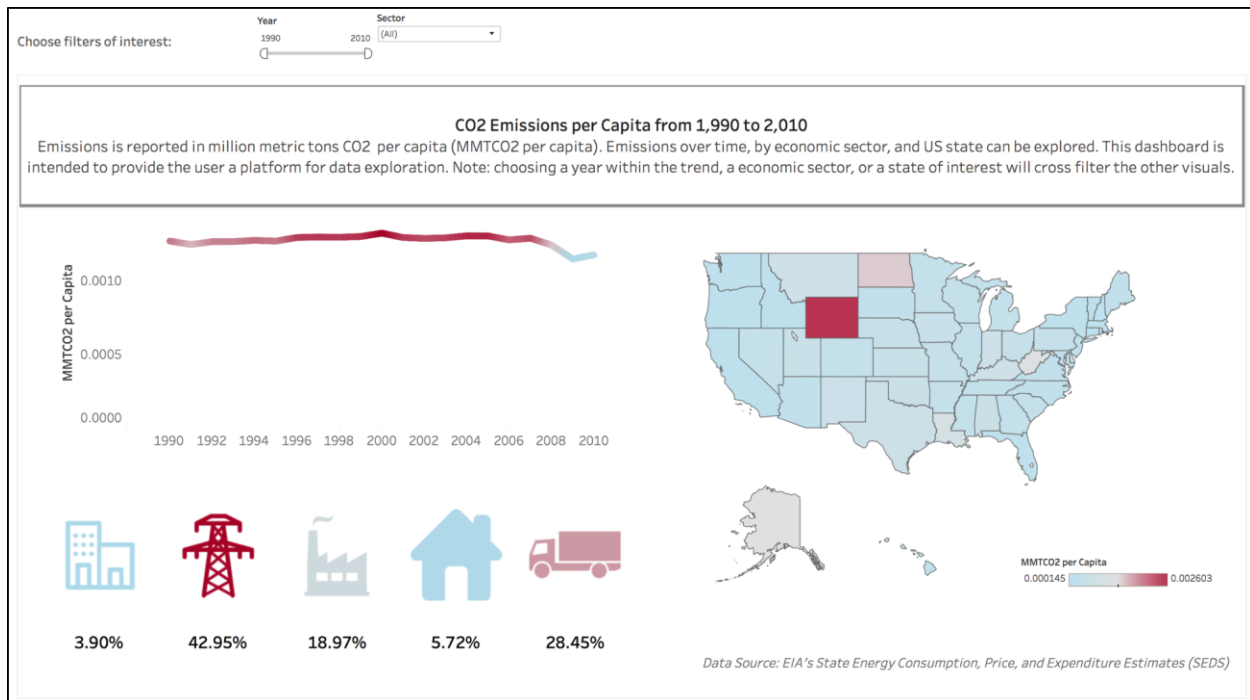 Year
Sector
Choose filters of interest:
1990
2010
(All)
CO2 Emissions per Capita from 1,990 to 2,010
Emissions is reported in million metric tons CO2 per capita (MMTCO2 per capita). Emissions over time, by economic sector, and US state can be explored. This dashboard is
intended to provide the user a platform for data exploration. Note: choosing a year within the trend, a economic sector, or a state of interest will cross filter the other visuals.
MMTCO2 per Capita
0.0010
0.0005
0.0000
1990 1992 1994 1996 1998 2000 2002 2004 2006 2008 2010
3.90% 42.95% 18.97% 5.72% 28.45%
MMTCO2 per Capita
0.000145 0.002603
Data Source: EIA's State Energy Consumption, Price, and Expenditure Estimates (SEDS)